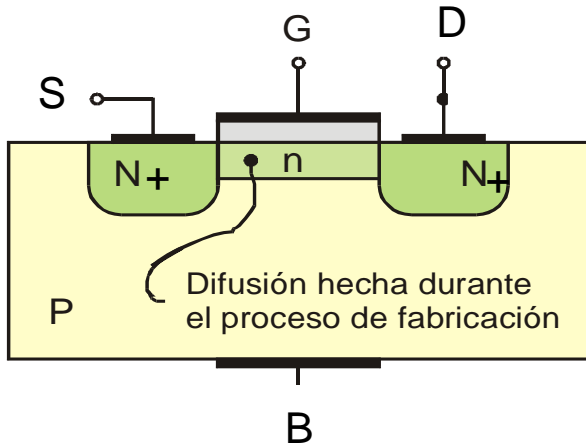 G
D
S
N+
n
N+
Difusión hecha durante
el proceso de fabricación
P
B